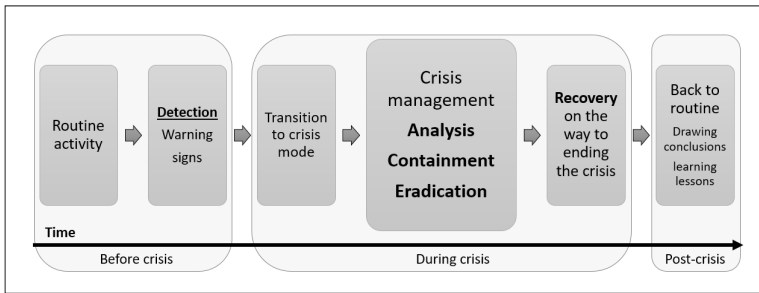 Routine
activity
Detection
Warning
signs
Transition
to crisis
mode
Crisis
management
Analysis
Containment
Eradication
Recovery
on the
way to
ending
the crisis
Back to
routine
Drawing
conclusions
learning
lessons
Time
Before crisis
During crisis
Post-crisis